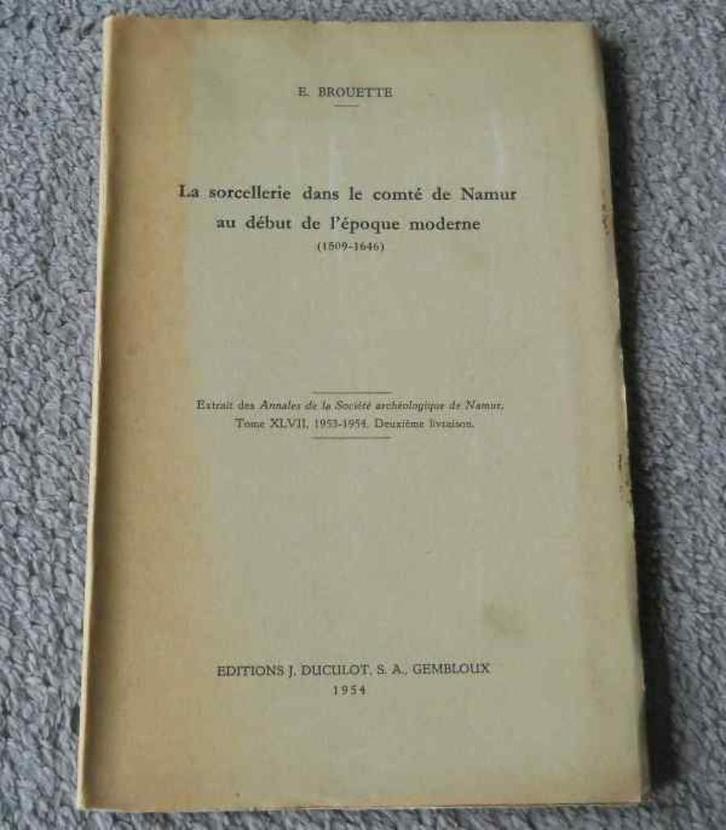 E. BROUETTE
La sorcellerie dans le comté de Namur
au début de l'époque moderne
(1509-1646)
Extrait des Annales de la Société archéologique de Namur,
Tome XLVII, 1953-1954. Deuxième livraison.
EDITIONS J. DUCULOT, S. A., GEMBLOUX
1954